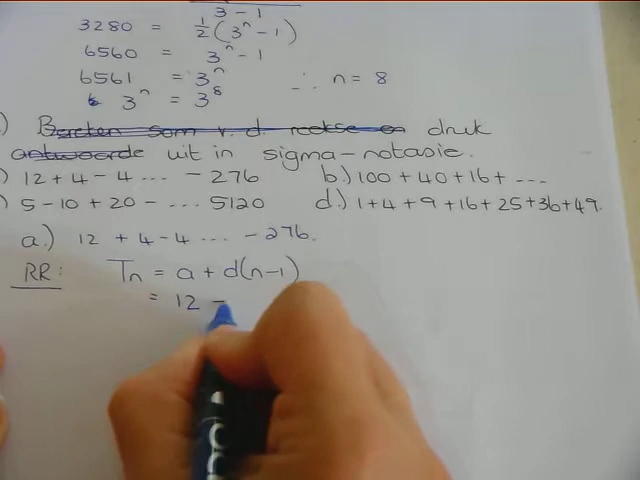 3 - 1
3280 = ½(3ⁿ - 1)
6560 = 3ⁿ - 1
6561 = 3ⁿ ∴ n = 8
3ⁿ = 3⁸
) Bereken som v. d. reekse en druk
antwoorde uit in sigma-notasie.
) 12 + 4 - 4 .... - 276 b) 100 + 40 + 16 + ....
) 5 - 10 + 20 - .... 5120 d.) 1 + 4 + 9 + 16 + 25 + 36 + 49.
a.) 12 + 4 - 4 .... - 276.
RR: Tn = a + d(n-1)
= 12 -